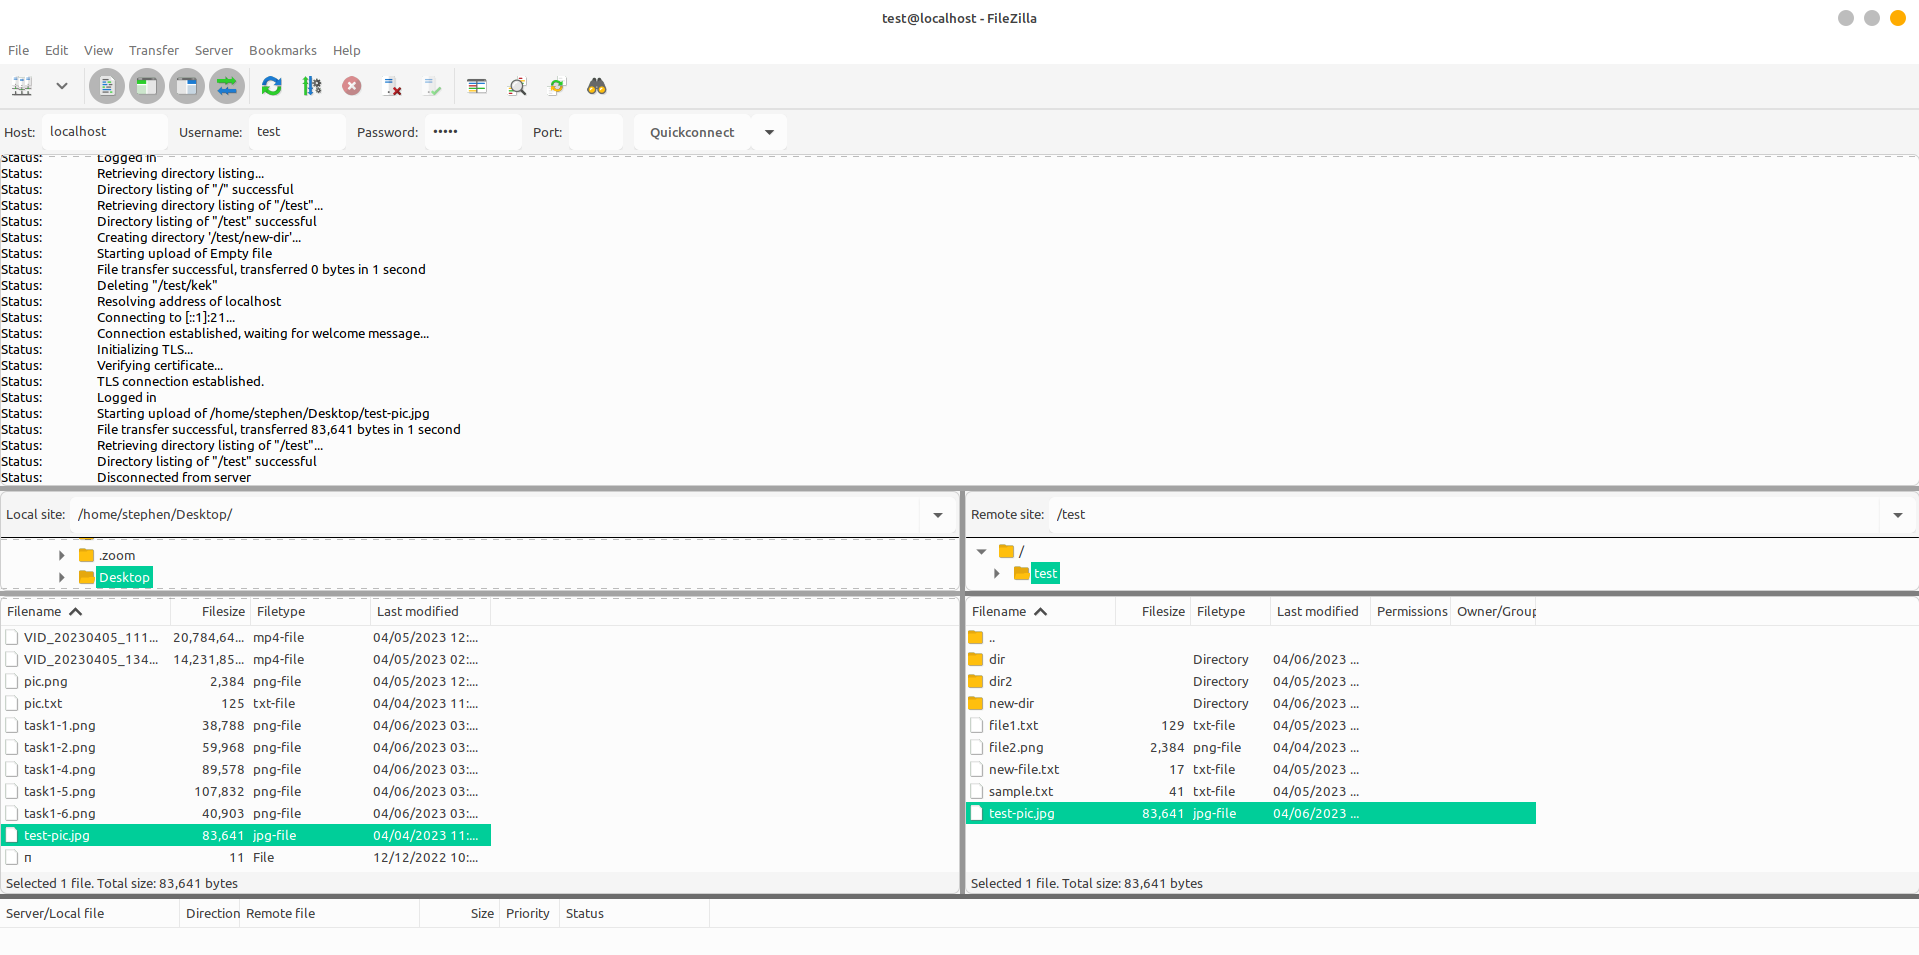 test@localhost - FileZilla
File Edit View Transfer Server Bookmarks Help
Host: localhost Username: test Password: ••••• Port: Quickconnect
Status: Logged in
Status: Retrieving directory listing...
Status: Directory listing of "/" successful
Status: Retrieving directory listing of "/test"...
Status: Directory listing of "/test" successful
Status: Creating directory '/test/new-dir'...
Status: Starting upload of Empty file
Status: File transfer successful, transferred 0 bytes in 1 second
Status: Deleting "/test/kek"
Status: Resolving address of localhost
Status: Connecting to [::1]:21...
Status: Connection established, waiting for welcome message...
Status: Initializing TLS...
Status: Verifying certificate...
Status: TLS connection established.
Status: Logged in
Status: Starting upload of /home/stephen/Desktop/test-pic.jpg
Status: File transfer successful, transferred 83,641 bytes in 1 second
Status: Retrieving directory listing of "/test"...
Status: Directory listing of "/test" successful
Status: Disconnected from server
Local site: /home/stephen/Desktop/
.zoom
Desktop
Filename Filesize Filetype Last modified
VID_20230405_111... 20,784,64... mp4-file 04/05/2023 12:...
VID_20230405_134... 14,231,85... mp4-file 04/05/2023 02:...
pic.png 2,384 png-file 04/05/2023 12:...
pic.txt 125 txt-file 04/04/2023 11:...
task1-1.png 38,788 png-file 04/06/2023 03:...
task1-2.png 59,968 png-file 04/06/2023 03:...
task1-4.png 89,578 png-file 04/06/2023 03:...
task1-5.png 107,832 png-file 04/06/2023 03:...
task1-6.png 40,903 png-file 04/06/2023 03:...
test-pic.jpg 83,641 jpg-file 04/04/2023 11:...
п 11 File 12/12/2022 10:...
Selected 1 file. Total size: 83,641 bytes
Remote site: /test
/
test
Filename Filesize Filetype Last modified Permissions Owner/Group
..
dir Directory 04/06/2023 ...
dir2 Directory 04/05/2023 ...
new-dir Directory 04/06/2023 ...
file1.txt 129 txt-file 04/05/2023 ...
file2.png 2,384 png-file 04/04/2023 ...
new-file.txt 17 txt-file 04/05/2023 ...
sample.txt 41 txt-file 04/05/2023 ...
test-pic.jpg 83,641 jpg-file 04/06/2023 ...
Selected 1 file. Total size: 83,641 bytes
Server/Local file Direction Remote file Size Priority Status